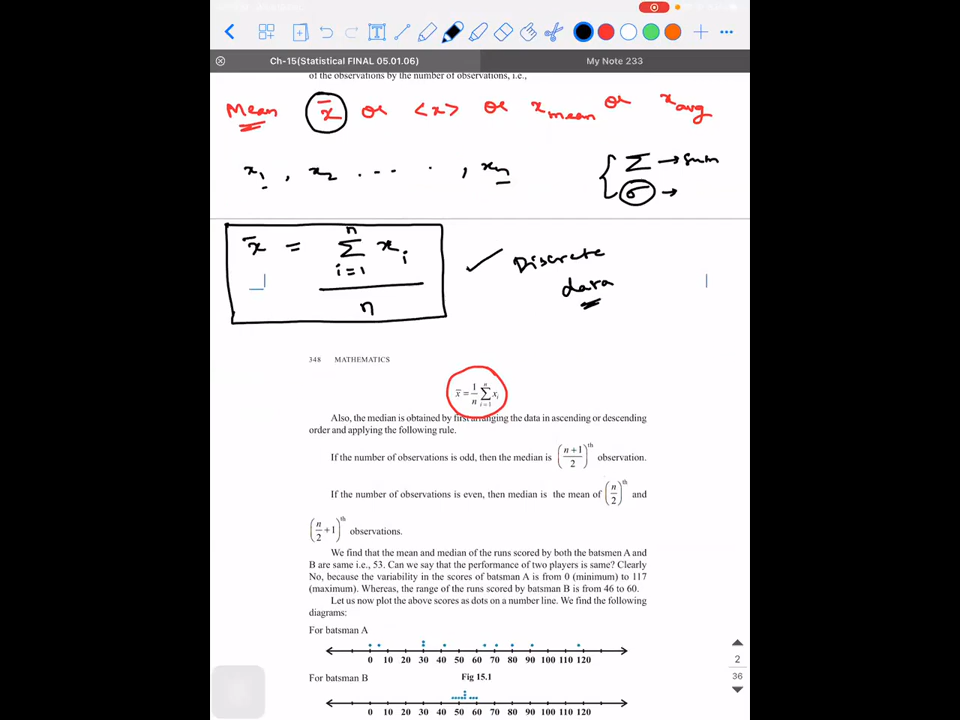 Ch-15(Statistical FINAL 05.01.06)
My Note 233
of the observations by the number of observations, i.e.,
Mean x̄ or <x> or x mean or x avg
x₁, x₂ .... . , xₙ
Σ → sum
σ →
x̄ = Σ xᵢ / n
n
i=1
✓ Discrete
data
348 MATHEMATICS
x̄ = 1/n Σ xᵢ
n
i=1
Also, the median is obtained by first arranging the data in ascending or descending
order and applying the following rule.
If the number of observations is odd, then the median is ((n+1)/2)th observation.
If the number of observations is even, then median is the mean of (n/2)th and
(n/2+1)th observations.
We find that the mean and median of the runs scored by both the batsmen A and
B are same i.e., 53. Can we say that the performance of two players is same? Clearly
No, because the variability in the scores of batsman A is from 0 (minimum) to 117
(maximum). Whereas, the range of the runs scored by batsman B is from 46 to 60.
Let us now plot the above scores as dots on a number line. We find the following
diagrams:
For batsman A
0 10 20 30 40 50 60 70 80 90 100 110 120
Fig 15.1
For batsman B
0 10 20 30 40 50 60 70 80 90 100 110 120
2
36